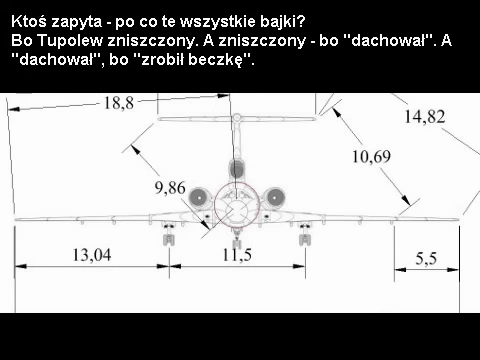 Ktoś zapyta - po co te wszystkie bajki?
Bo Tupolew zniszczony. A zniszczony - bo "dachował". A
"dachował", bo "zrobił beczkę".
18,8
14,82
10,69
9,86
13,04
11,5
5,5